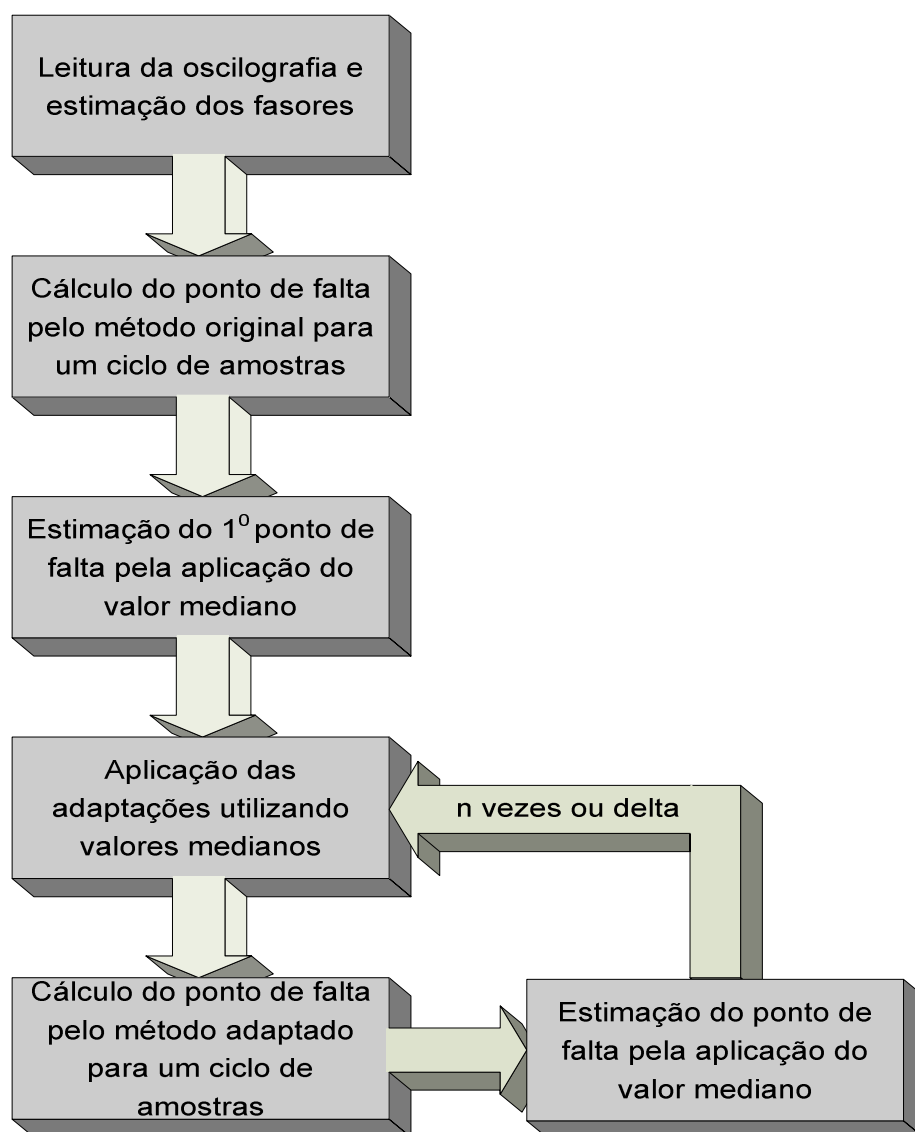 Leitura da oscilografia e
estimação dos fasores
Cálculo do ponto de falta
pelo método original para
um ciclo de amostras
Estimação do 1⁰ ponto de
falta pela aplicação do
valor mediano
Aplicação das
adaptações utilizando
valores medianos
n vezes ou delta
Cálculo do ponto de falta
pelo método adaptado
para um ciclo de
amostras
Estimação do ponto de
falta pela aplicação do
valor mediano